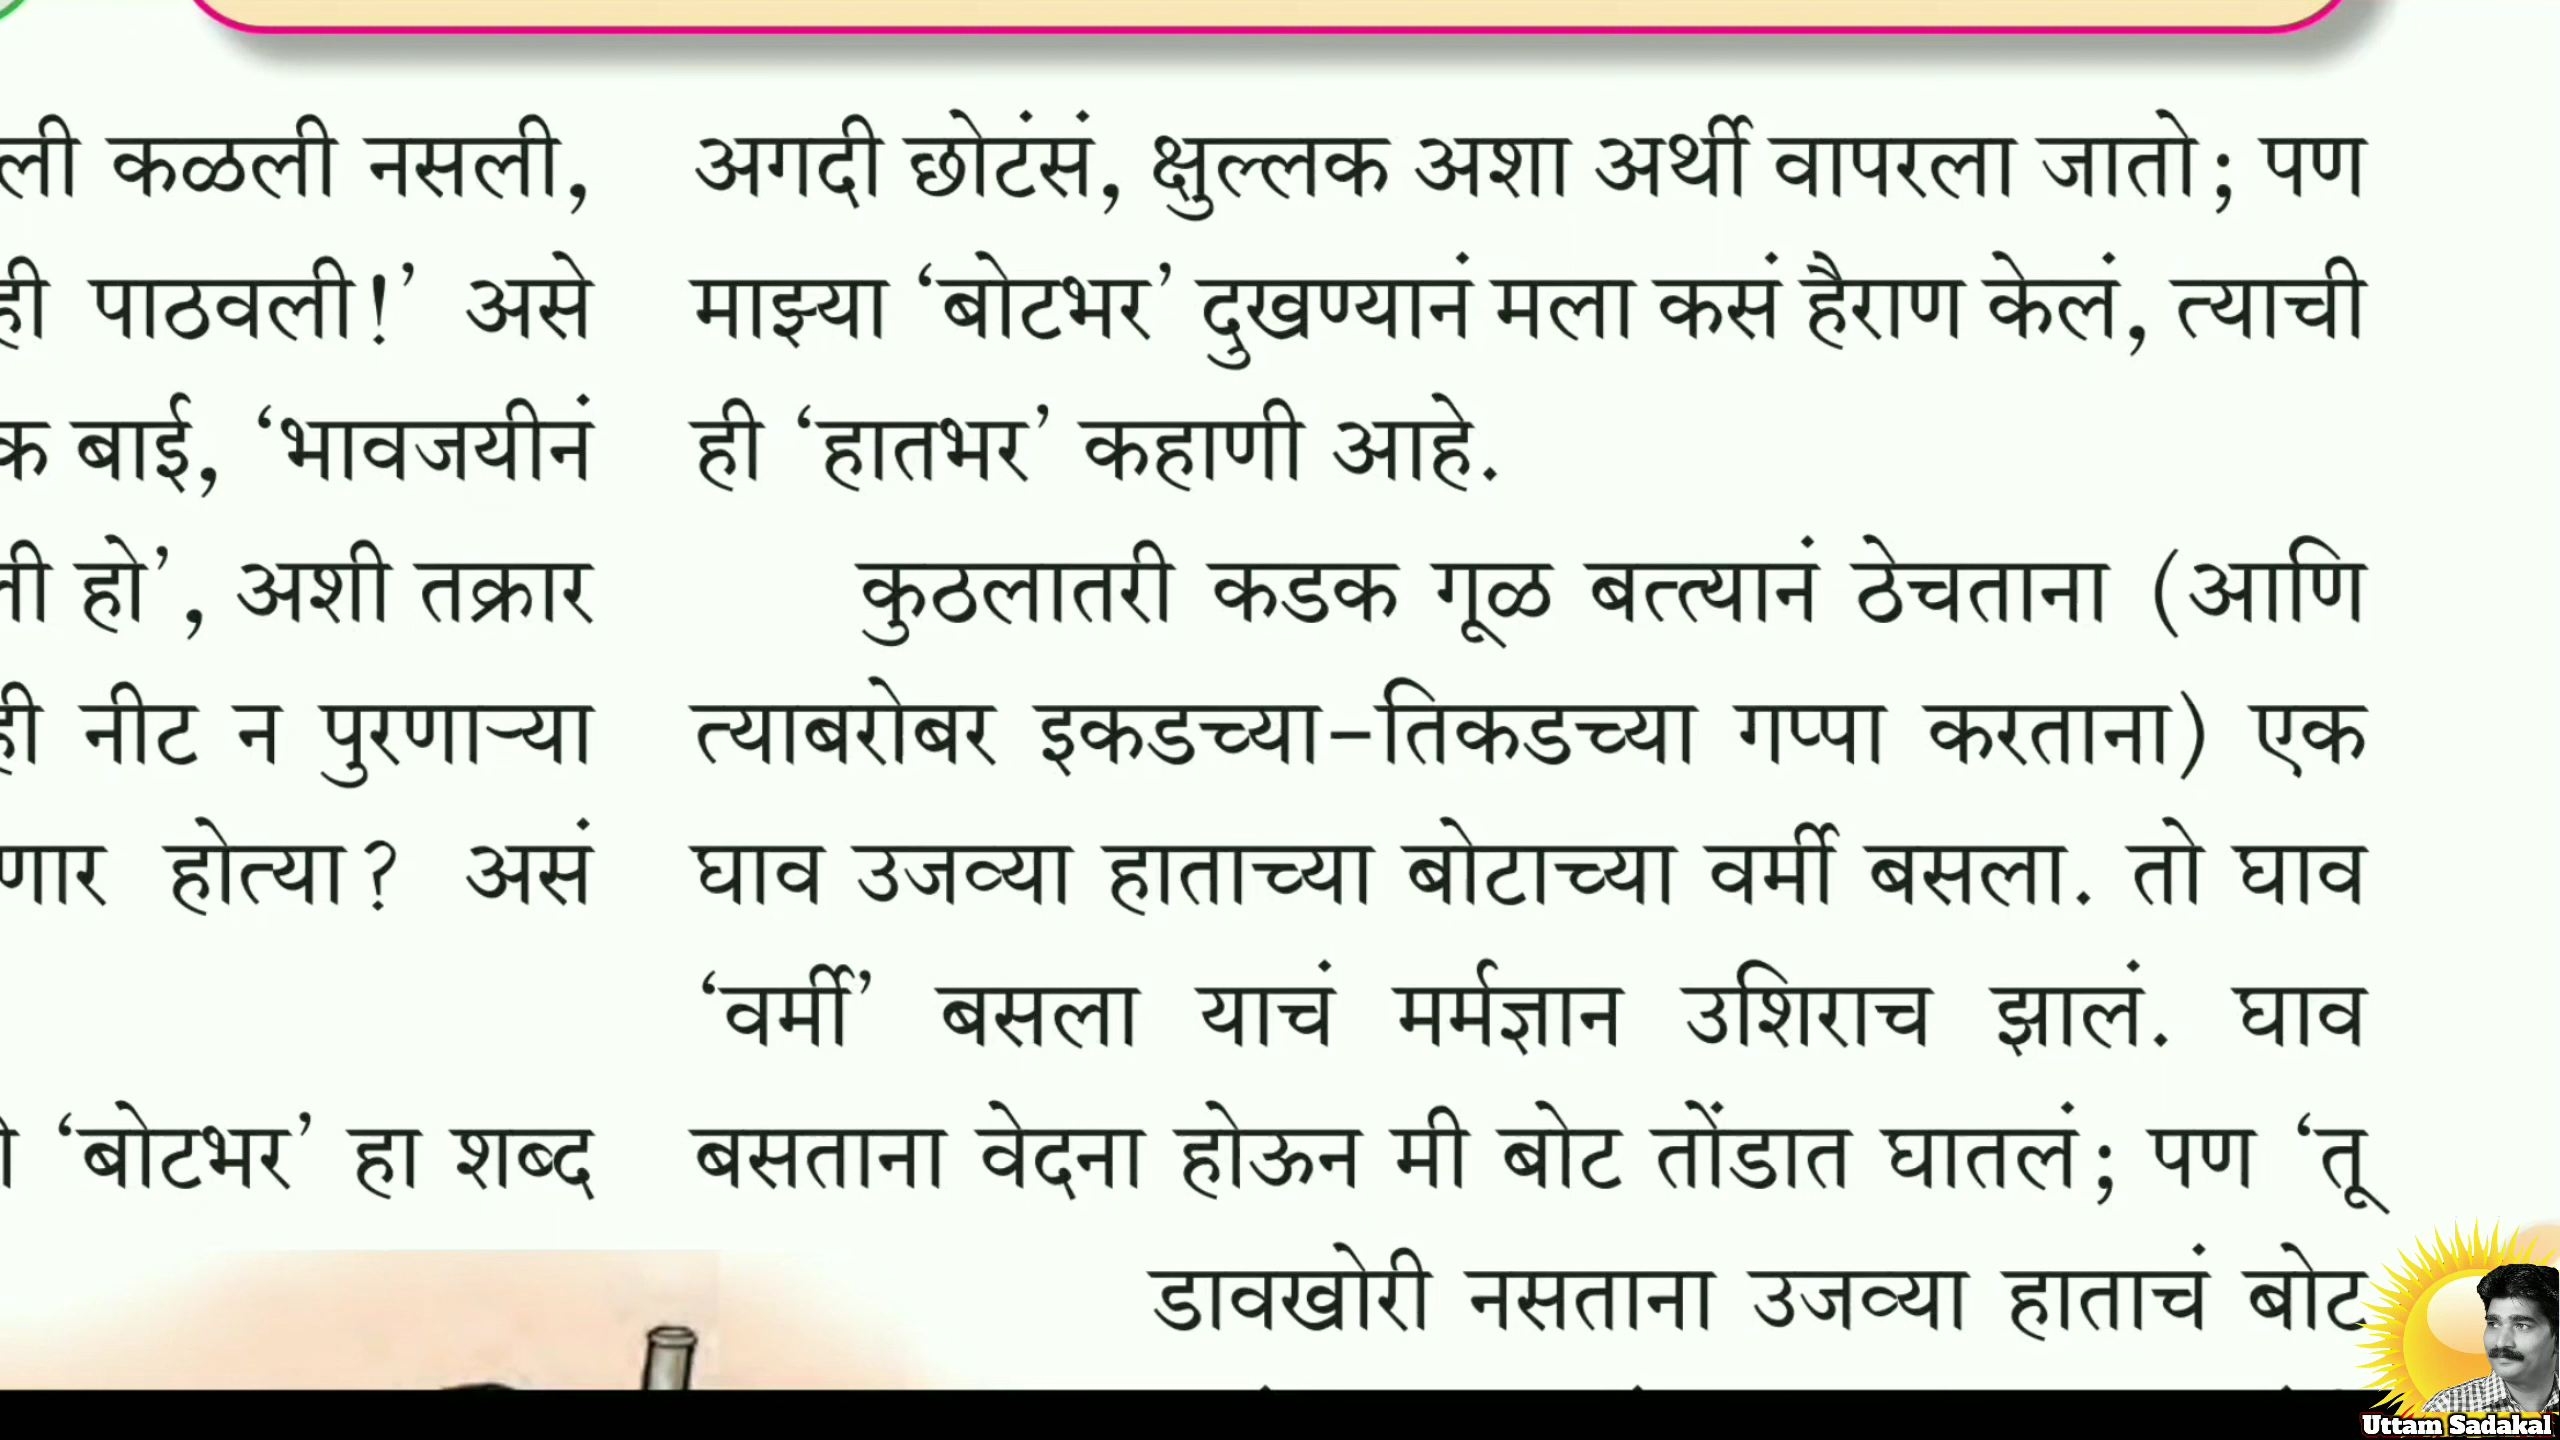 ली कळली नसली,
ही पाठवली!’ असे
क बाई, ‘भावजयीनं
ली हो’, अशी तक्रार
ही नीट न पुरणाऱ्या
णार होत्या? असं
‘बोटभर’ हा शब्द
अगदी छोटंसं, क्षुल्लक अशा अर्थी वापरला जातो; पण
माझ्या ‘बोटभर’ दुखण्यानं मला कसं हैराण केलं, त्याची
ही ‘हातभर’ कहाणी आहे.
कुठलातरी कडक गूळ बत्त्यानं ठेचताना (आणि
त्याबरोबर इकडच्या-तिकडच्या गप्पा करताना) एक
घाव उजव्या हाताच्या बोटाच्या वर्मी बसला. तो घाव
‘वर्मी’ बसला याचं मर्मज्ञान उशिराच झालं. घाव
बसताना वेदना होऊन मी बोट तोंडात घातलं; पण ‘तू
डावखोरी नसताना उजव्या हाताचं बोट
Uttam Sadakal